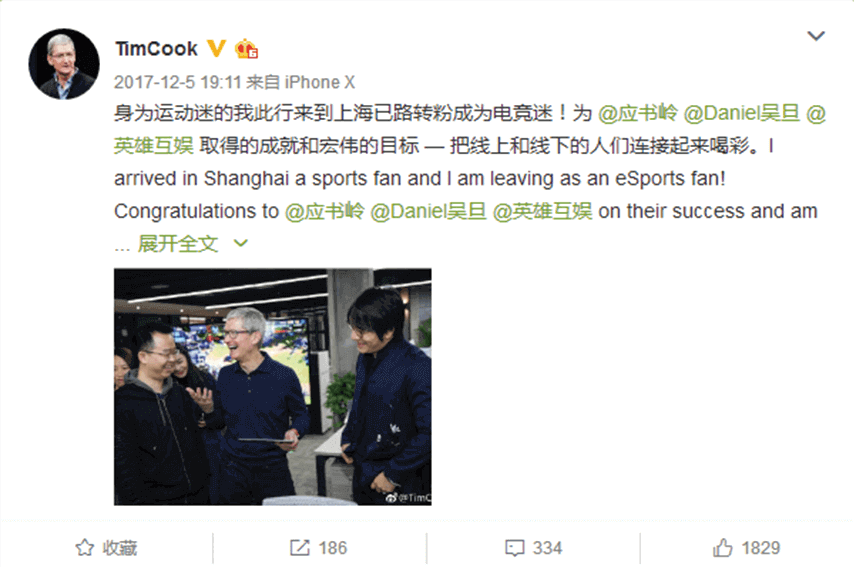 TimCook
2017-12-5 19:11 来自 iPhone X
身为运动迷的我此行来到上海已路转粉成为电竞迷！为 @应书岭 @Daniel吴旦 @
英雄互娱 取得的成就和宏伟的目标 — 把线上和线下的人们连接起来喝彩。I
arrived in Shanghai a sports fan and I am leaving as an eSports fan!
Congratulations to @应书岭 @Daniel吴旦 @英雄互娱 on their success and am
... 展开全文
@TimC
收藏
186
334
1829